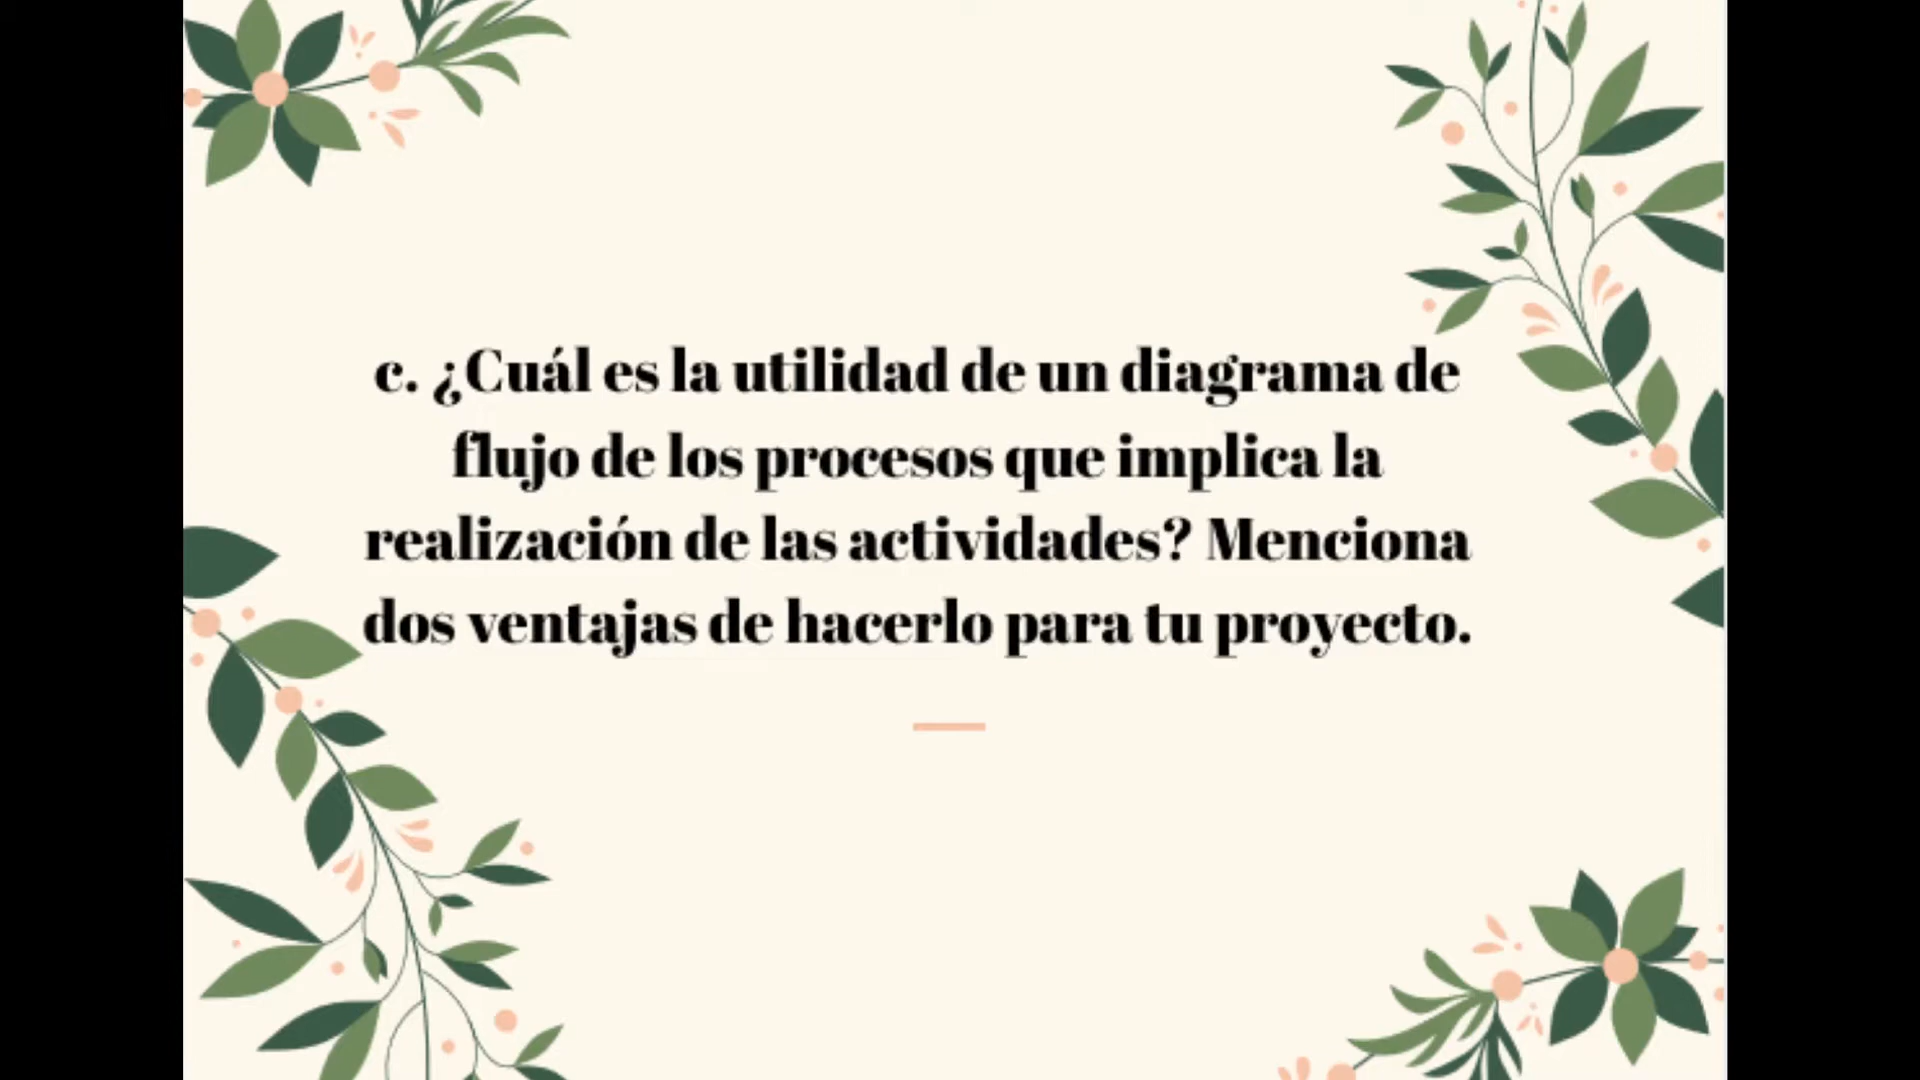 c. ¿Cuál es la utilidad de un diagrama de
flujo de los procesos que implica la
realización de las actividades? Menciona
dos ventajas de hacerlo para tu proyecto.